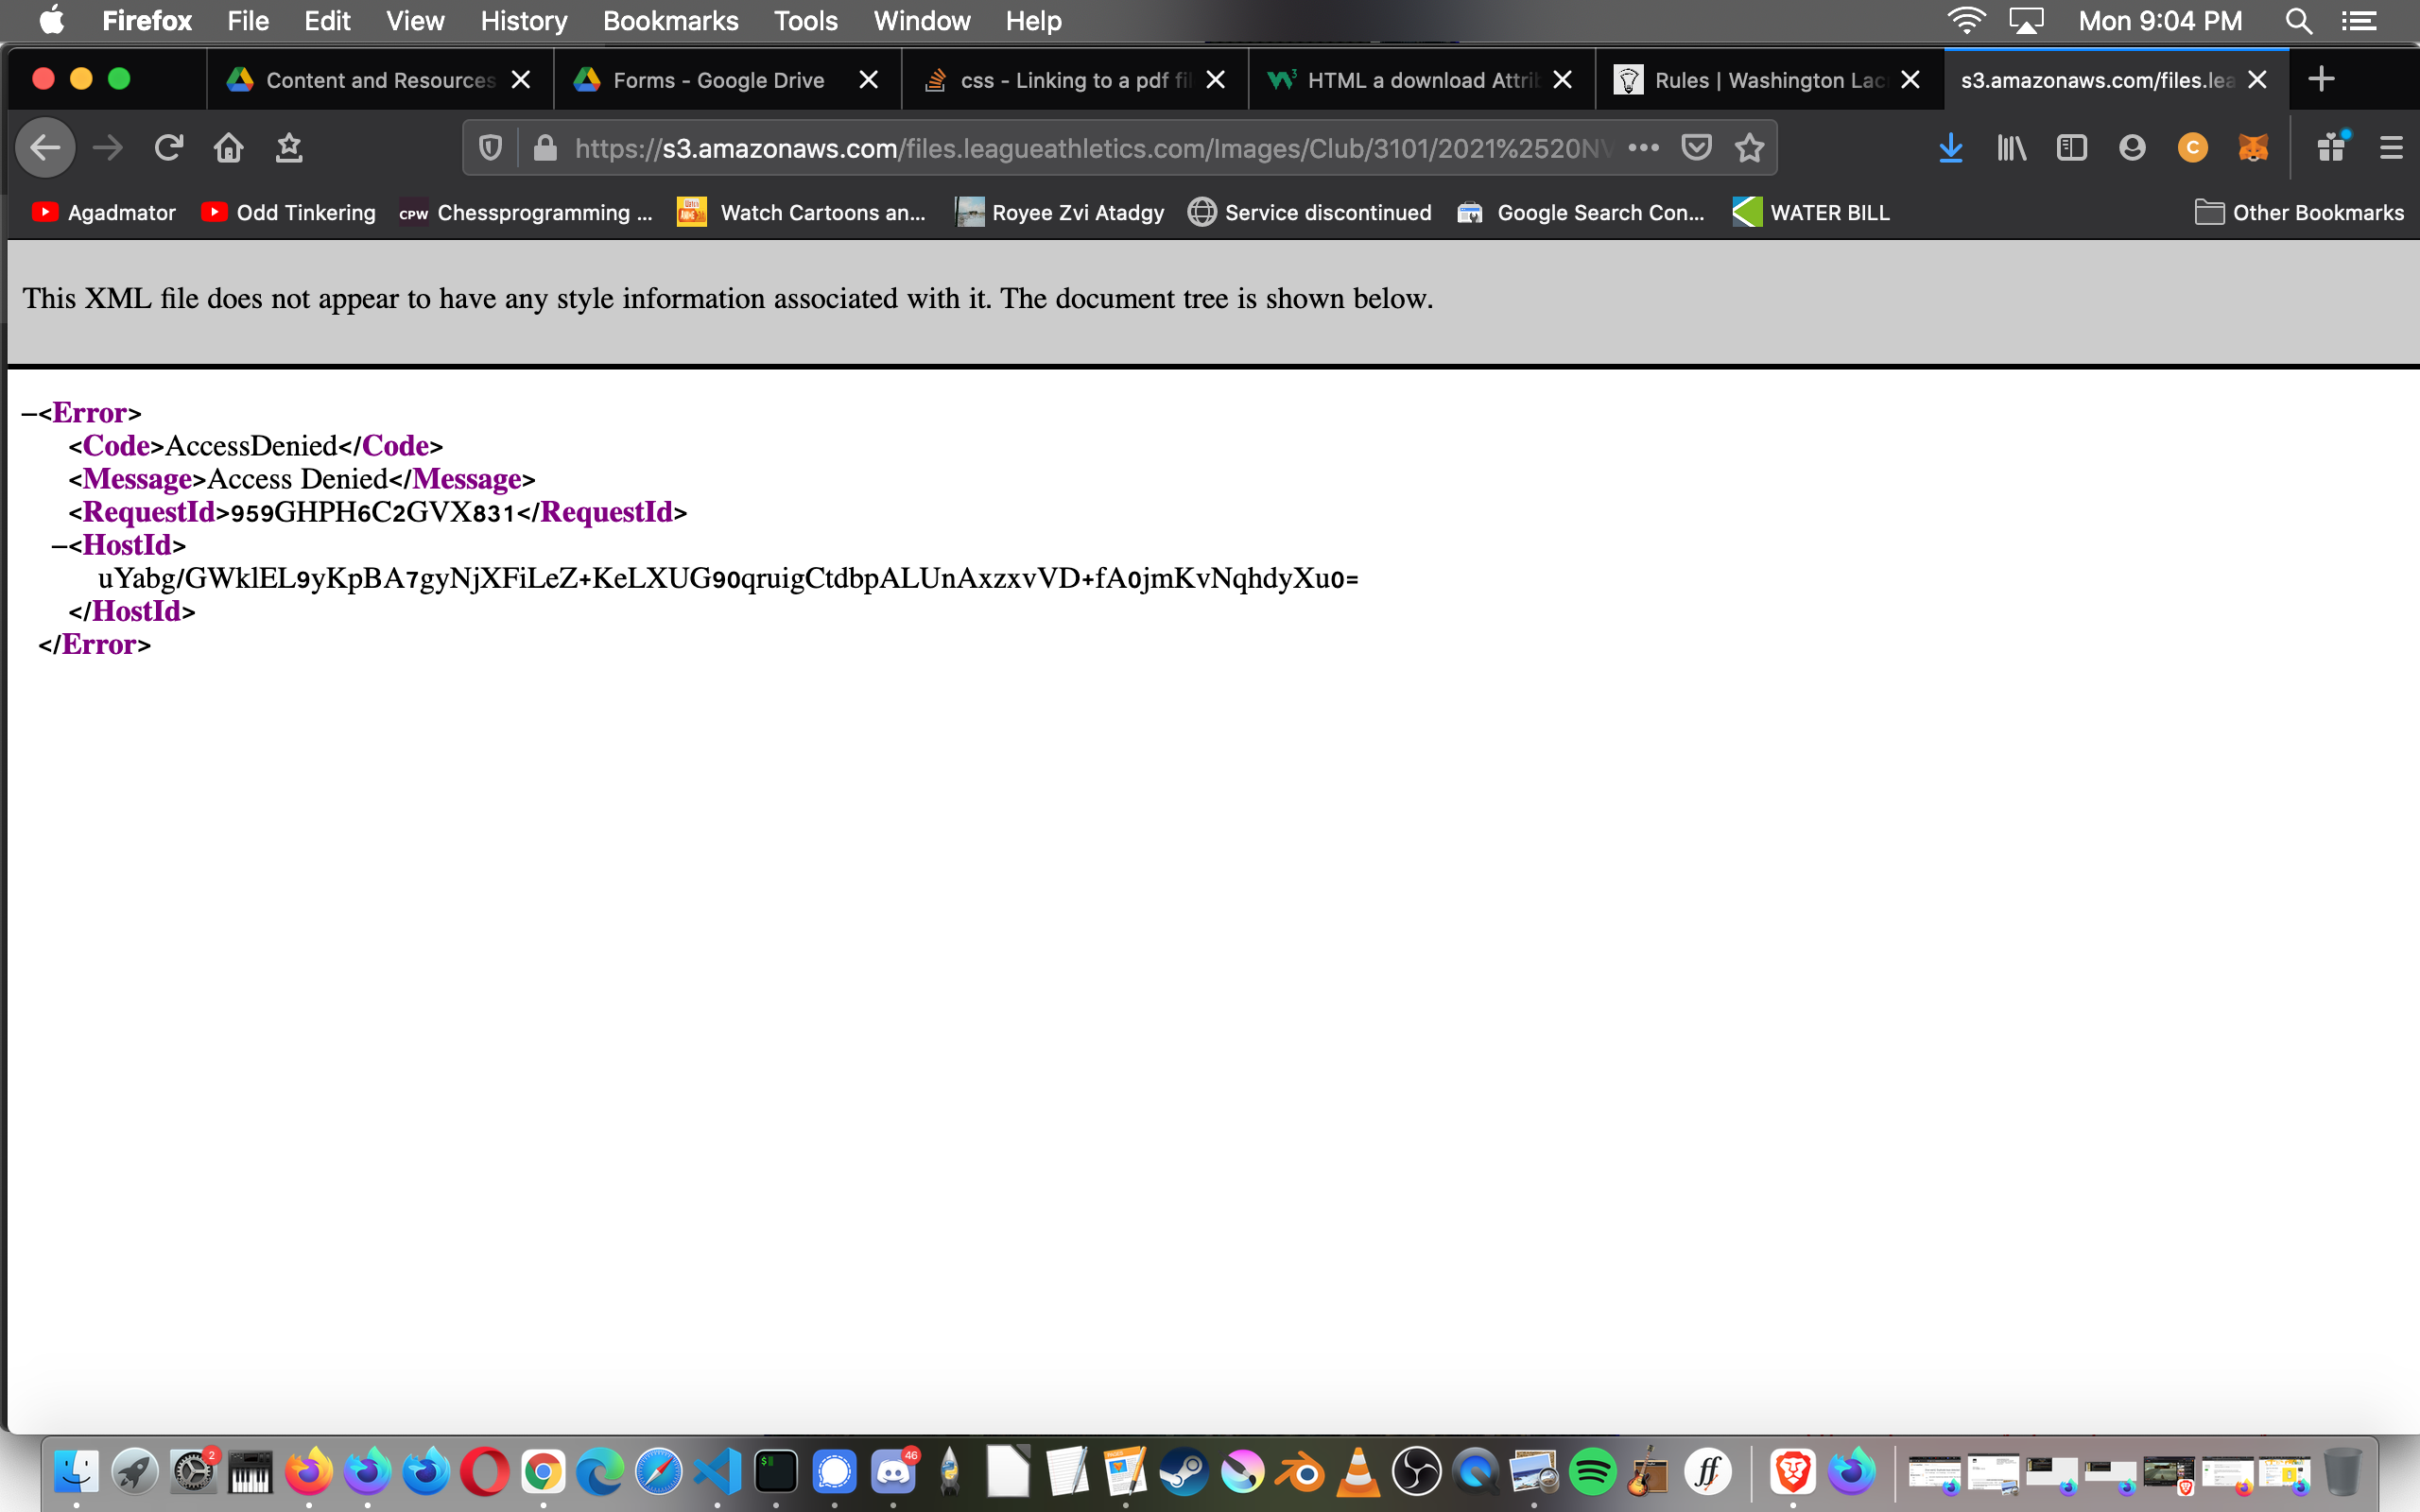 Firefox File Edit View History Bookmarks Tools Window Help Mon 9:04 PM
Content and Resources Forms - Google Drive css - Linking to a pdf fil HTML a download Attrib Rules | Washington Lac s3.amazonaws.com/files.lea
https://s3.amazonaws.com/files.leagueathletics.com/Images/Club/3101/2021%2520NV
Agadmator Odd Tinkering CPW Chessprogramming ... Watch Cartoons an... Royee Zvi Atadgy Service discontinued Google Search Con... WATER BILL Other Bookmarks
This XML file does not appear to have any style information associated with it. The document tree is shown below.
–<Error>
<Code>AccessDenied</Code>
<Message>Access Denied</Message>
<RequestId>959GHPH6C2GVX831</RequestId>
–<HostId>
uYabg/GWklEL9yKpBA7gyNjXFiLeZ+KeLXUG90qruigCtdbpALUnAxzxvVD+fA0jmKvNqhdyXu0=
</HostId>
</Error>
2 46